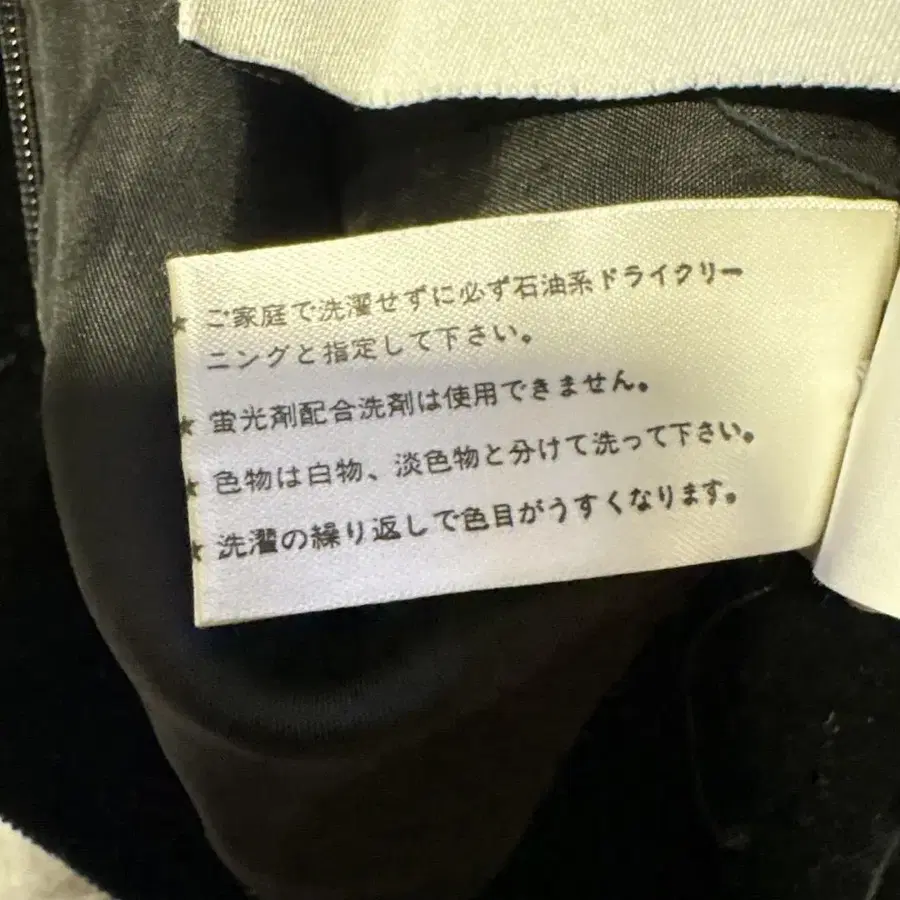 ★ ご家庭で洗濯せずに必ず石油系ドライクリー
ニングと指定して下さい。
★ 蛍光剤配合洗剤は使用できません。
★ 色物は白物、淡色物と分けて洗って下さい。
★ 洗濯の繰り返しで色目がうすくなります。